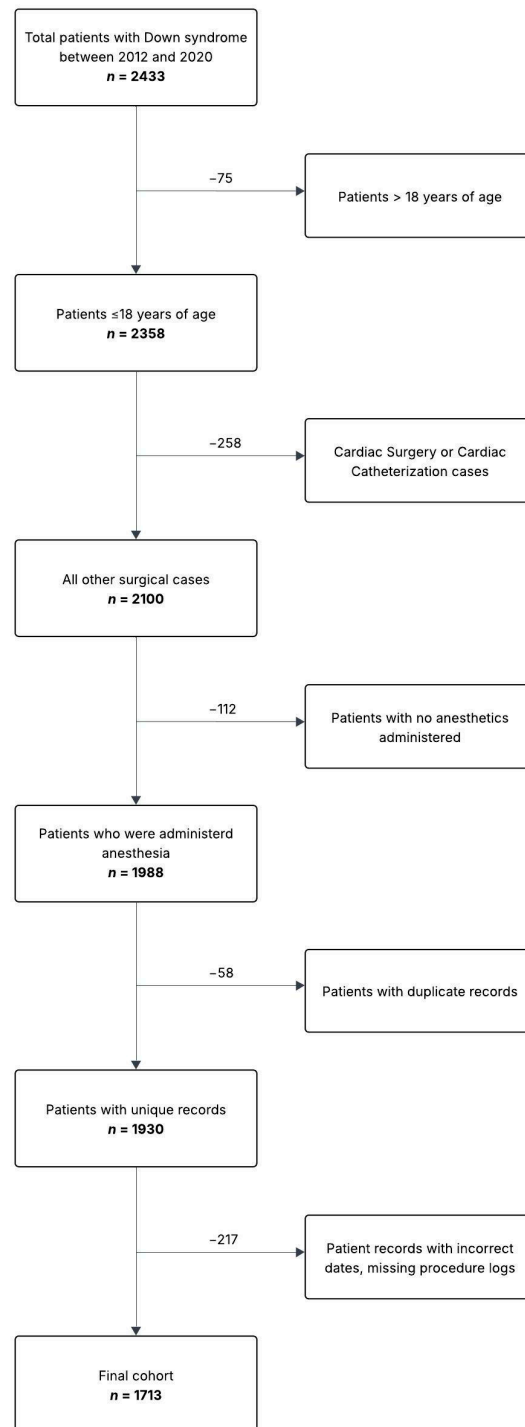 Total patients with Down syndrome
between 2012 and 2020
n = 2433
−75
Patients > 18 years of age
Patients ≤18 years of age
n = 2358
−258
Cardiac Surgery or Cardiac
Catheterization cases
All other surgical cases
n = 2100
−112
Patients with no anesthetics
administered
Patients who were administerd
anesthesia
n = 1988
−58
Patients with duplicate records
Patients with unique records
n = 1930
−217
Patient records with incorrect
dates, missing procedure logs
Final cohort
n = 1713